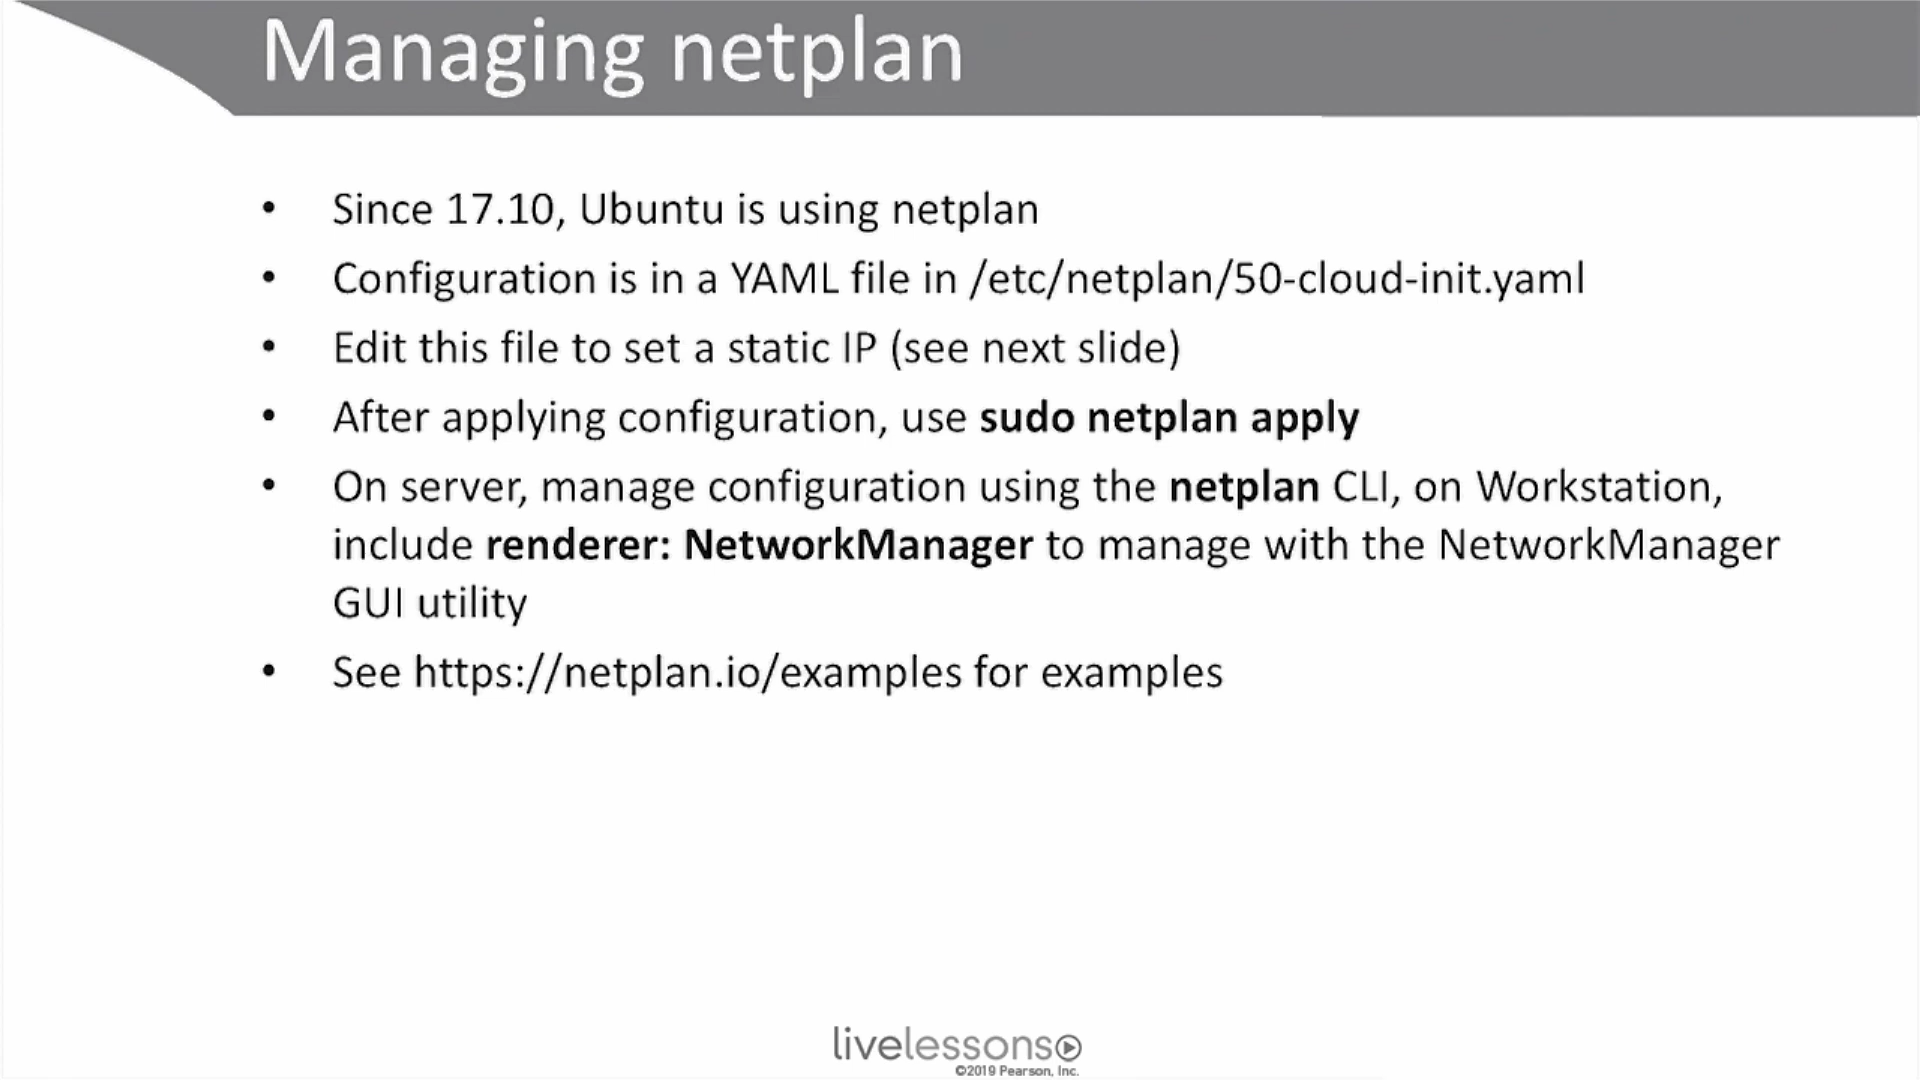 Managing netplan
• Since 17.10, Ubuntu is using netplan
• Configuration is in a YAML file in /etc/netplan/50-cloud-init.yaml
• Edit this file to set a static IP (see next slide)
• After applying configuration, use sudo netplan apply
• On server, manage configuration using the netplan CLI, on Workstation,
include renderer: NetworkManager to manage with the NetworkManager
GUI utility
• See https://netplan.io/examples for examples
livelessons
©2019 Pearson, Inc.